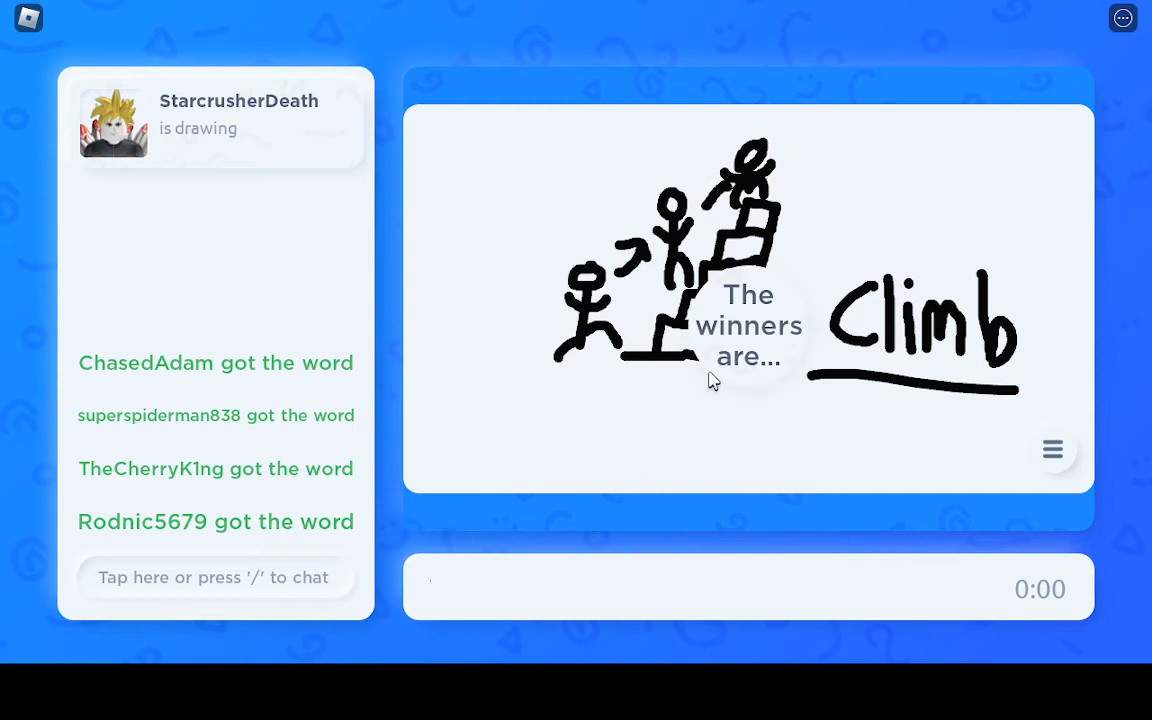 StarcrusherDeath
is drawing
ChasedAdam got the word
superspiderman838 got the word
TheCherryK1ng got the word
Rodnic5679 got the word
Tap here or press '/' to chat
The
winners
are...
Climb
0:00